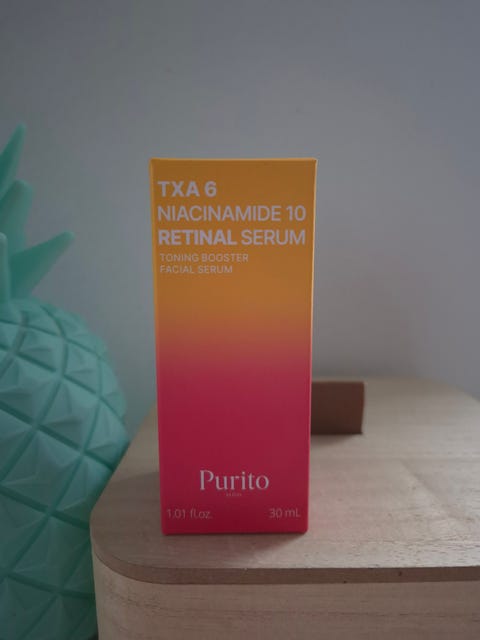 TXA 6
NIACINAMIDE 10
RETINAL SERUM
TONING BOOSTER
FACIAL SERUM
Purito
1.01 fl.oz. 30 mL